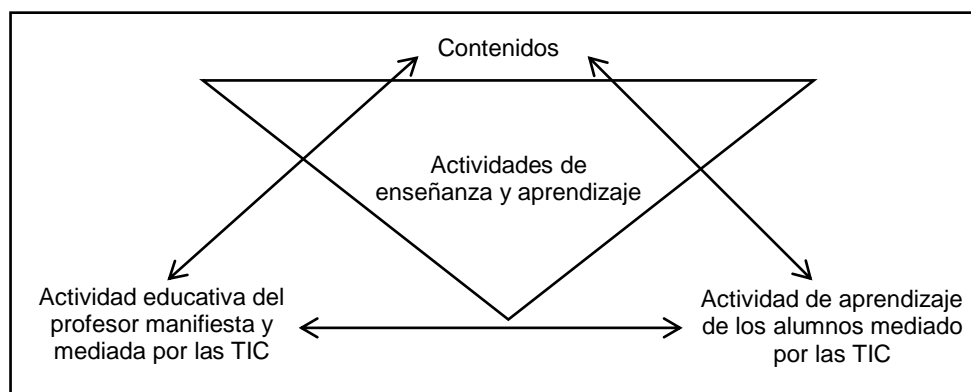 Contenidos
Actividades de
enseñanza y aprendizaje
Actividad educativa del
profesor manifiesta y
mediada por las TIC
Actividad de aprendizaje
de los alumnos mediado
por las TIC